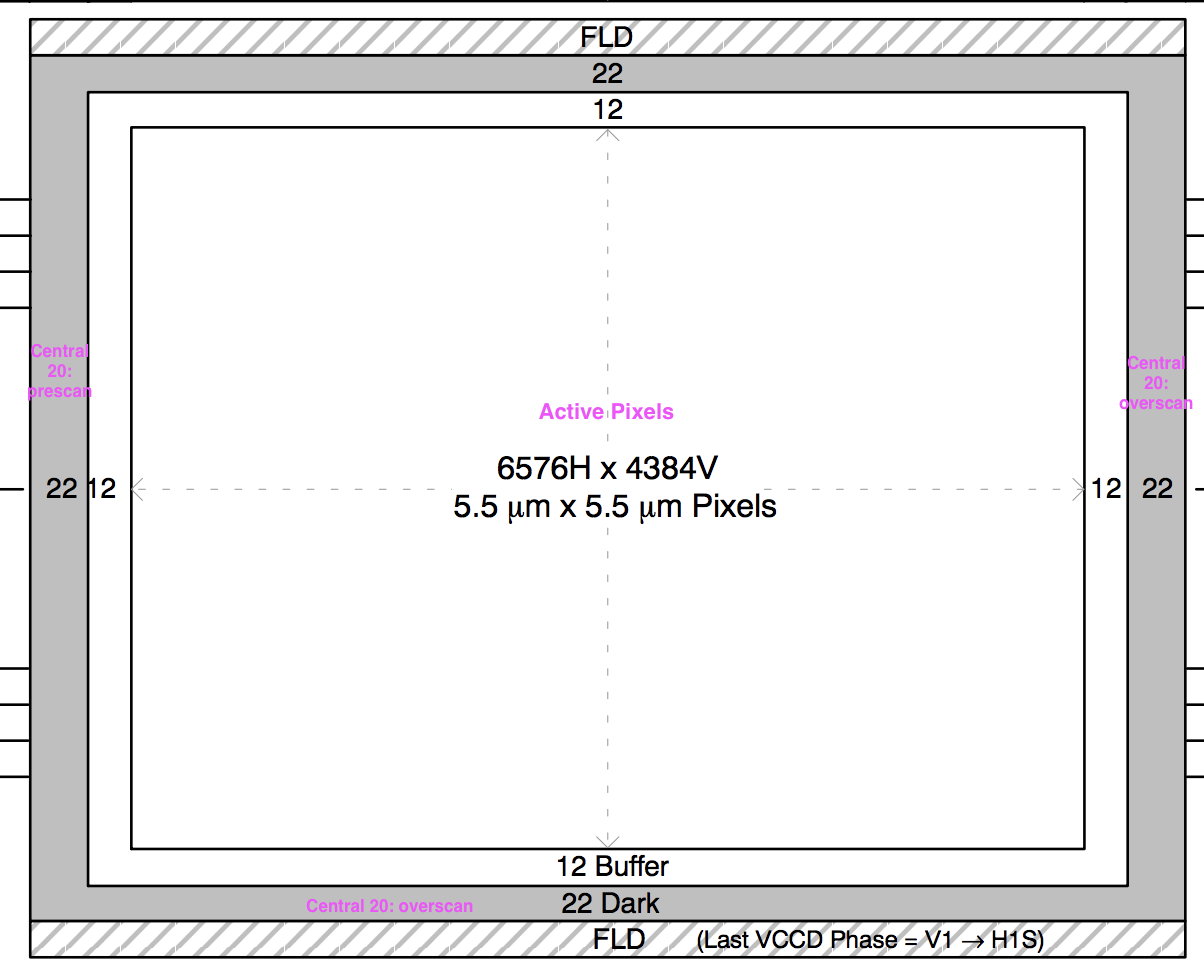 FLD
22
12
Central
20:
prescan
Central
20:
overscan
Active Pixels
6576H x 4384V
5.5 μm x 5.5 μm Pixels
22 12
12 22
12 Buffer
Central 20: overscan
22 Dark
FLD
(Last VCCD Phase = V1 → H1S)